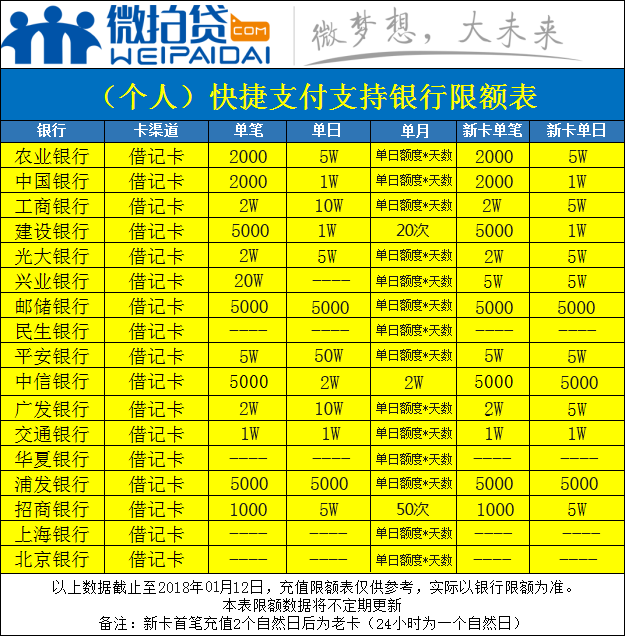 微拍贷.COM
WEIPAIDAI
微梦想，大未来
（个人）快捷支付支持银行限额表
银行 卡渠道 单笔 单日 单月 新卡单笔 新卡单日
农业银行 借记卡 2000 5W 单日额度*天数 2000 5W
中国银行 借记卡 2000 1W 单日额度*天数 2000 1W
工商银行 借记卡 2W 10W 单日额度*天数 2W 5W
建设银行 借记卡 5000 1W 20次 5000 1W
光大银行 借记卡 2W 5W 单日额度*天数 2W 5W
兴业银行 借记卡 20W ---- 单日额度*天数 5W 5W
邮储银行 借记卡 5000 5000 单日额度*天数 5000 5000
民生银行 借记卡 ---- ---- 单日额度*天数 ---- ----
平安银行 借记卡 5W 50W 单日额度*天数 5W 5W
中信银行 借记卡 5000 2W 2W 5000 5000
广发银行 借记卡 2W 10W 单日额度*天数 2W 5W
交通银行 借记卡 1W 1W 单日额度*天数 1W 1W
华夏银行 借记卡 ---- ---- 单日额度*天数 ---- ----
浦发银行 借记卡 5000 5000 单日额度*天数 5000 5000
招商银行 借记卡 1000 5W 50次 1000 5W
上海银行 借记卡 ---- ---- 单日额度*天数 ---- ----
北京银行 借记卡 ---- ---- 单日额度*天数 ---- ----
以上数据截止至2018年01月12日，充值限额表仅供参考，实际以银行限额为准。
本表限额数据将不定期更新
备注：新卡首笔充值2个自然日后为老卡（24小时为一个自然日）